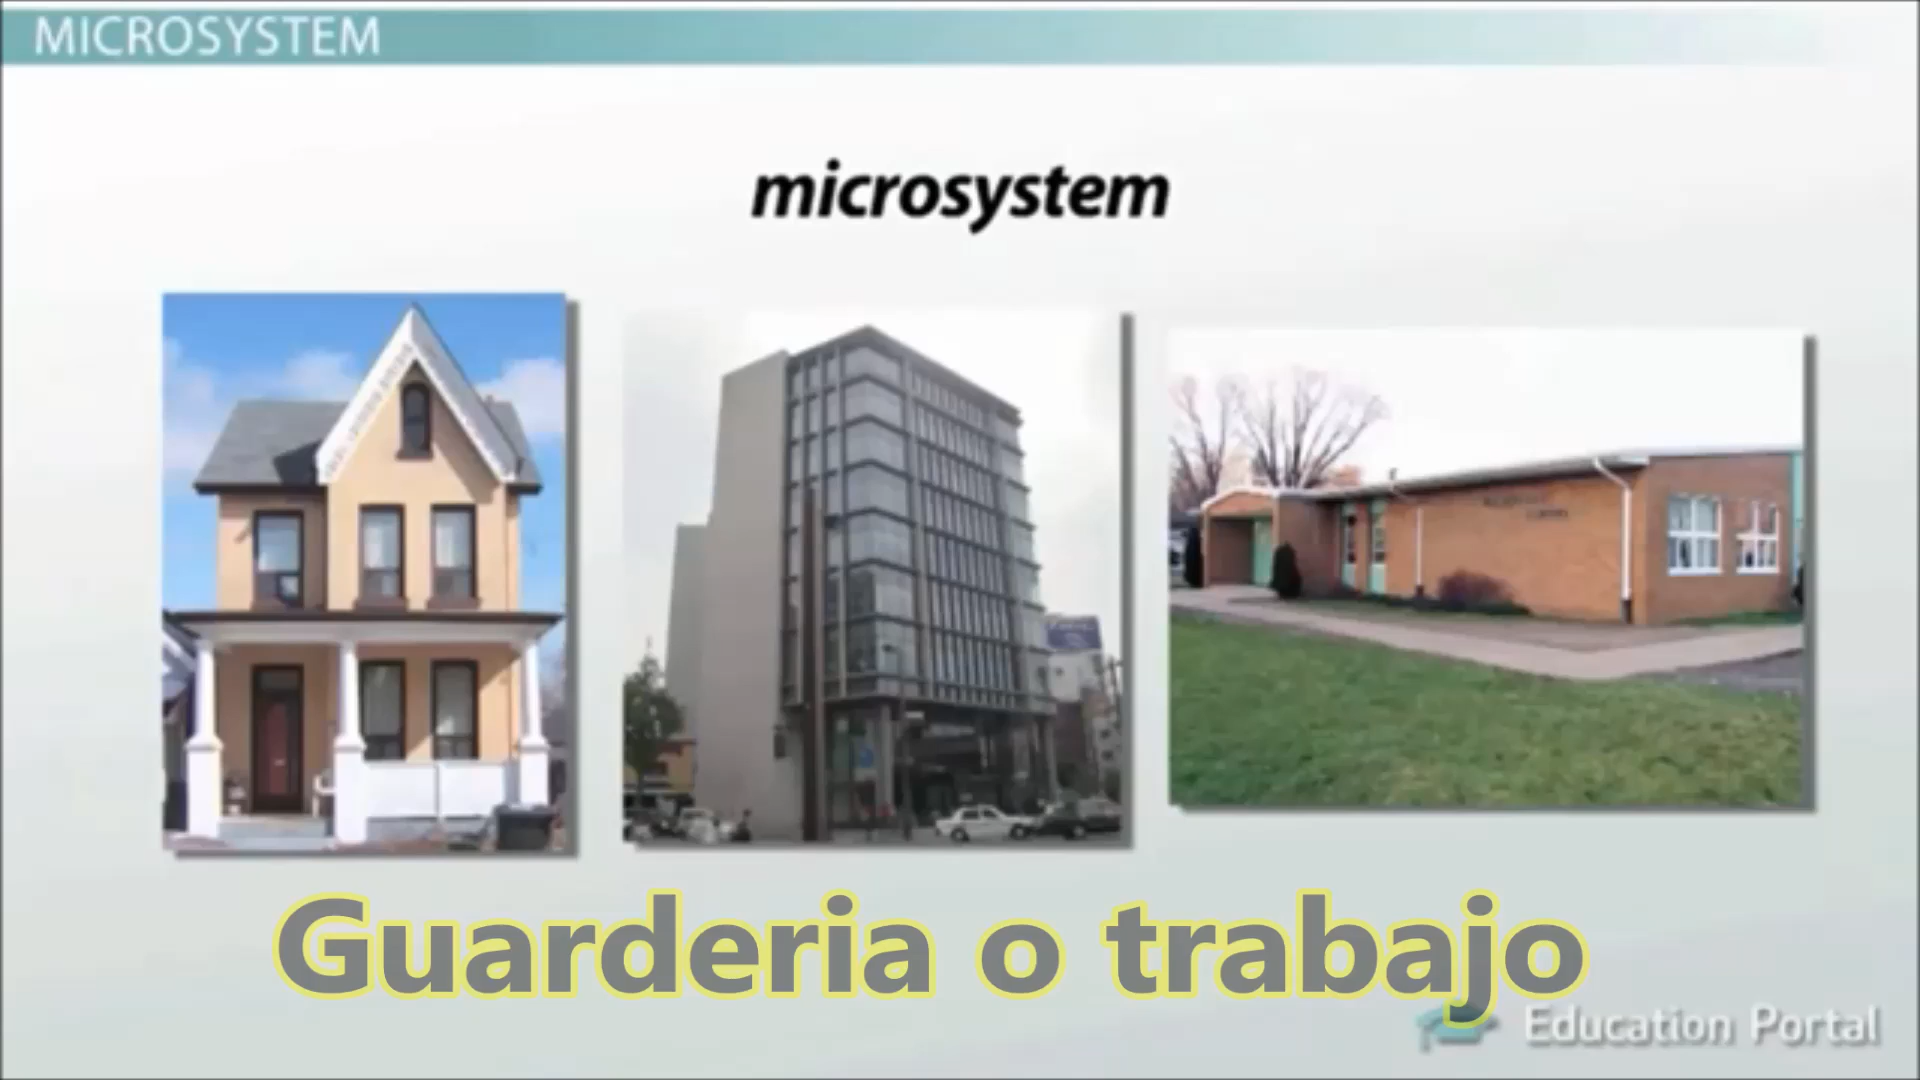 MICROSYSTEM
microsystem
Guarderia o trabajo
Education Portal